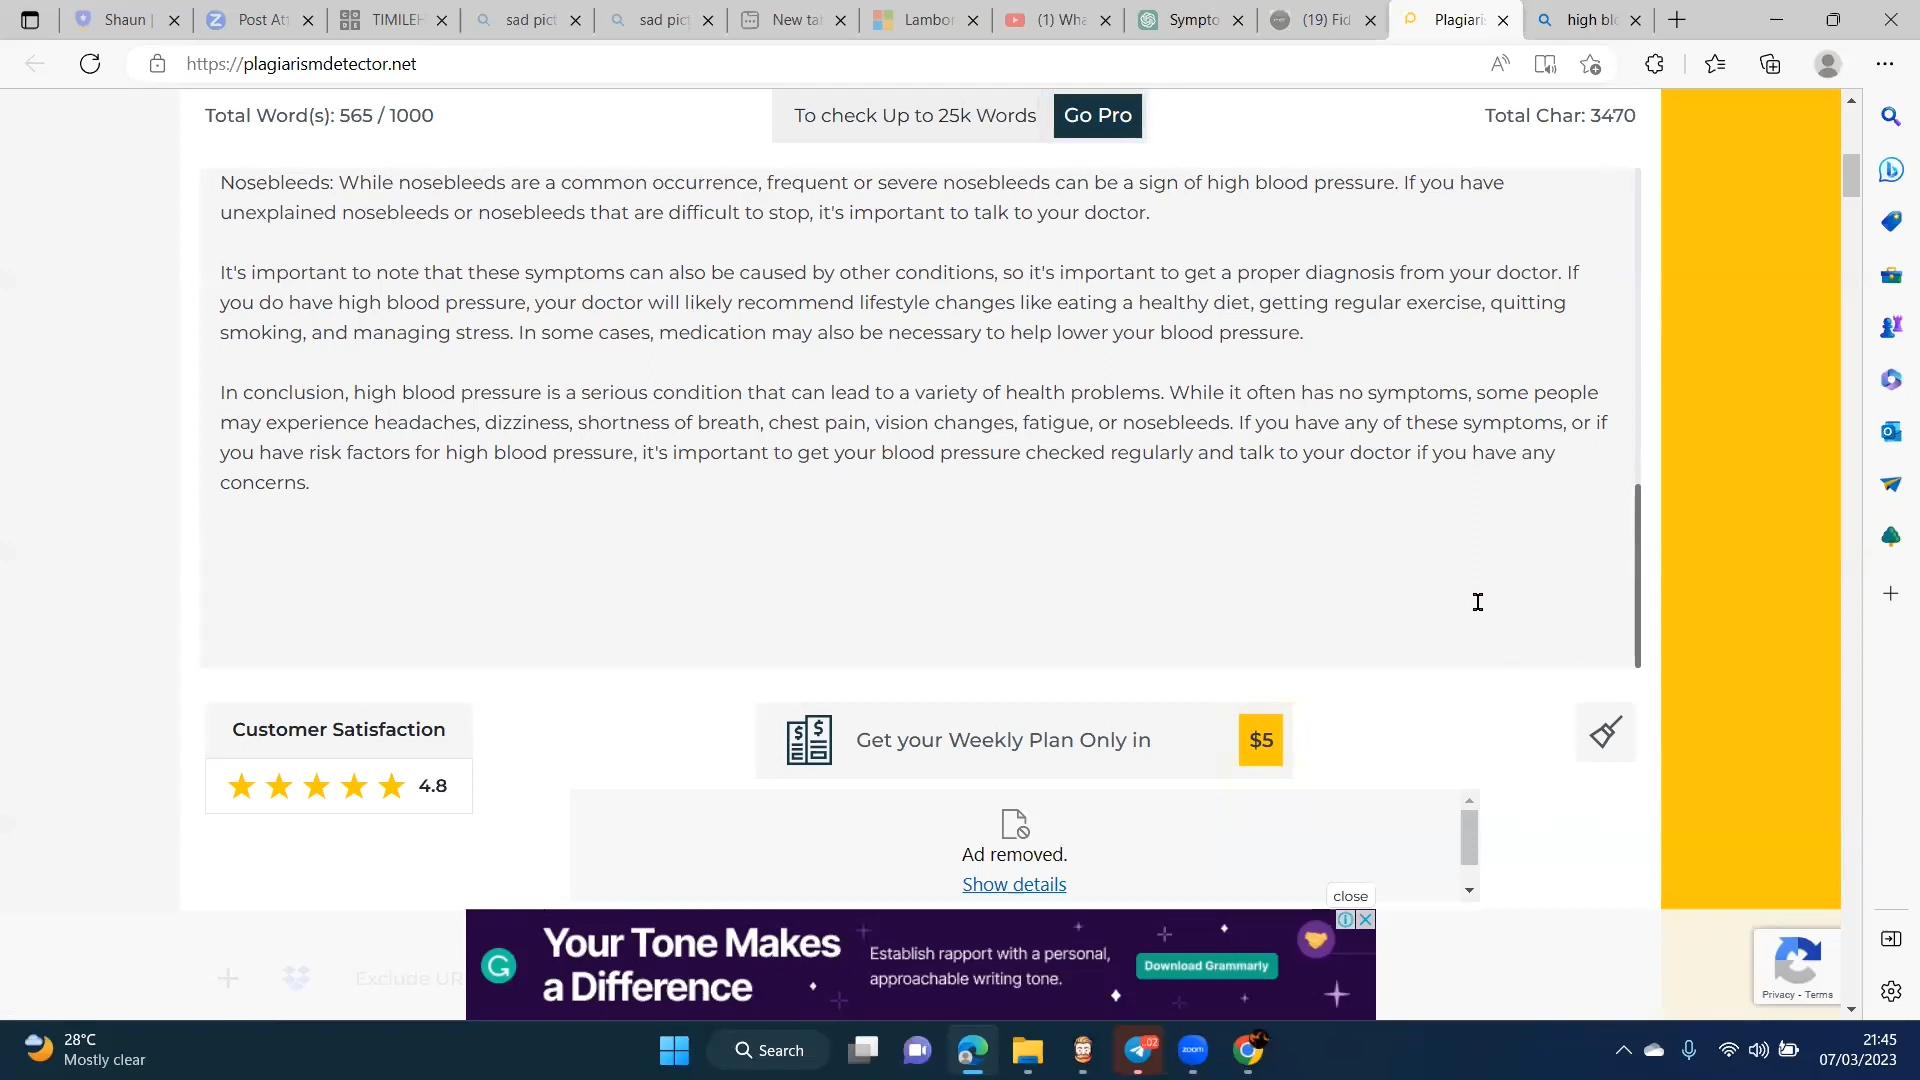 Shaun |
Post At
TIMILEH
sad pict
sad pic
New ta
Lambor
(1) Wha
Sympto
(19) Fid
Plagiari
high bl
https://plagiarismdetector.net
Total Word(s): 565 / 1000
To check Up to 25k Words
Go Pro
Total Char: 3470
Nosebleeds: While nosebleeds are a common occurrence, frequent or severe nosebleeds can be a sign of high blood pressure. If you have
unexplained nosebleeds or nosebleeds that are difficult to stop, it's important to talk to your doctor.
It's important to note that these symptoms can also be caused by other conditions, so it's important to get a proper diagnosis from your doctor. If
you do have high blood pressure, your doctor will likely recommend lifestyle changes like eating a healthy diet, getting regular exercise, quitting
smoking, and managing stress. In some cases, medication may also be necessary to help lower your blood pressure.
In conclusion, high blood pressure is a serious condition that can lead to a variety of health problems. While it often has no symptoms, some people
may experience headaches, dizziness, shortness of breath, chest pain, vision changes, fatigue, or nosebleeds. If you have any of these symptoms, or if
you have risk factors for high blood pressure, it's important to get your blood pressure checked regularly and talk to your doctor if you have any
concerns.
Customer Satisfaction
4.8
Get your Weekly Plan Only in
$5
Ad removed.
Show details
close
Your Tone Makes
a Difference
Establish rapport with a personal,
approachable writing tone.
Download Grammarly
Exclude UR
Privacy - Terms
28°C
Mostly clear
Search
zoom
21:45
07/03/2023